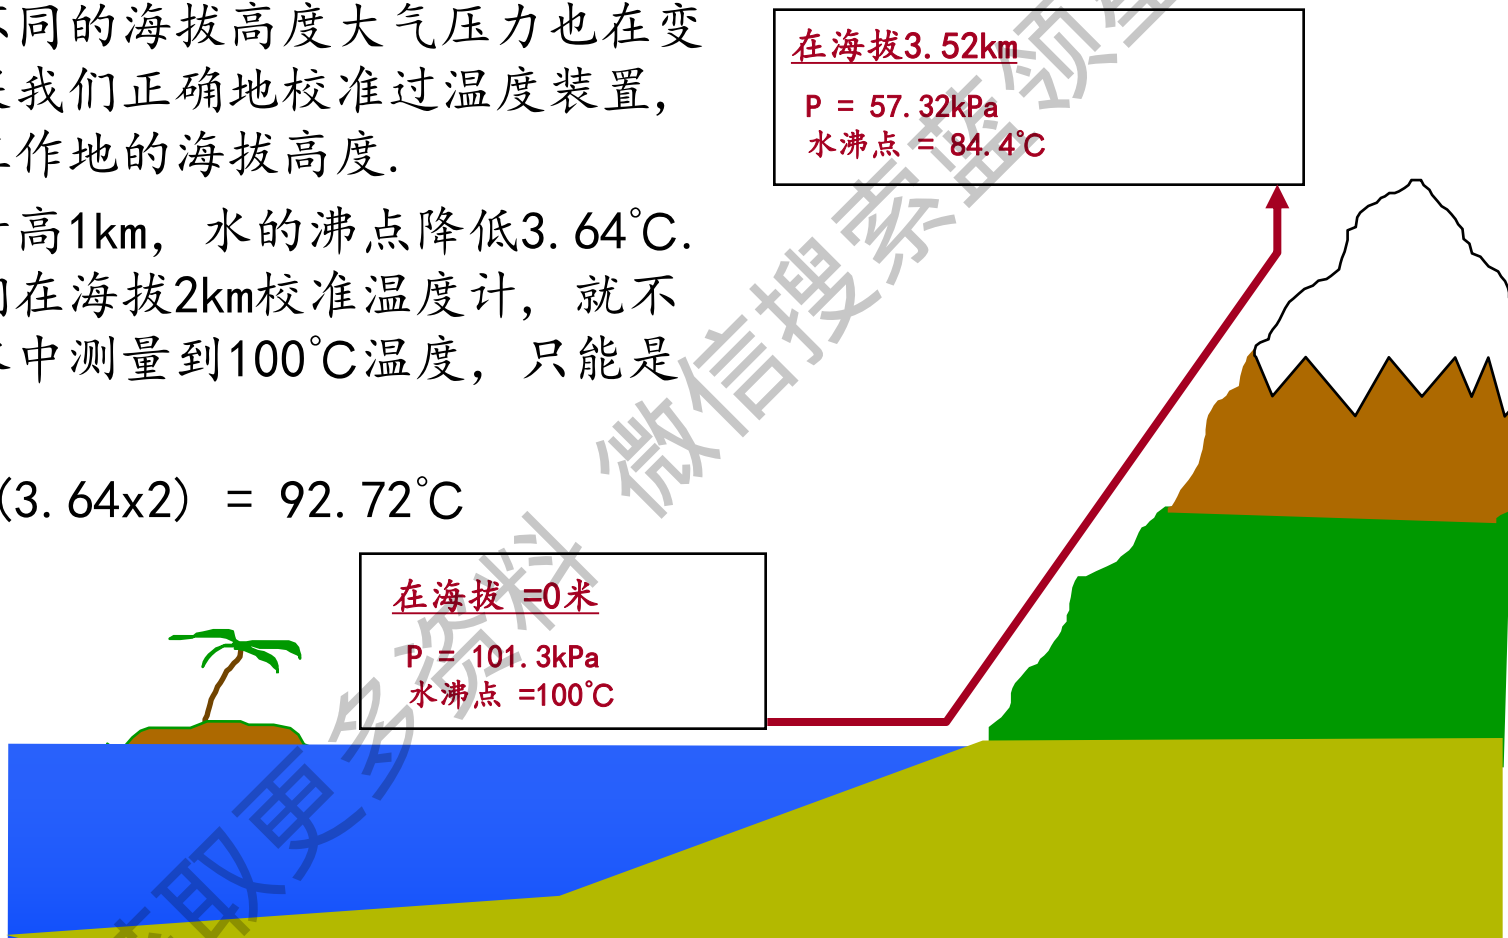 不同的海拔高度大气压力也在变
我们正确地校准过温度装置,
工作地的海拔高度.
高1km, 水的沸点降低3.64℃.
在海拔2km校准温度计, 就不
中测量到100℃温度, 只能是
(3.64x2) = 92.72℃
在海拔3.52km
P = 57.32kPa
水沸点 = 84.4℃
在海拔 =0米
P = 101.3kPa
水沸点 =100℃
取更多资料 微信搜索蓝领